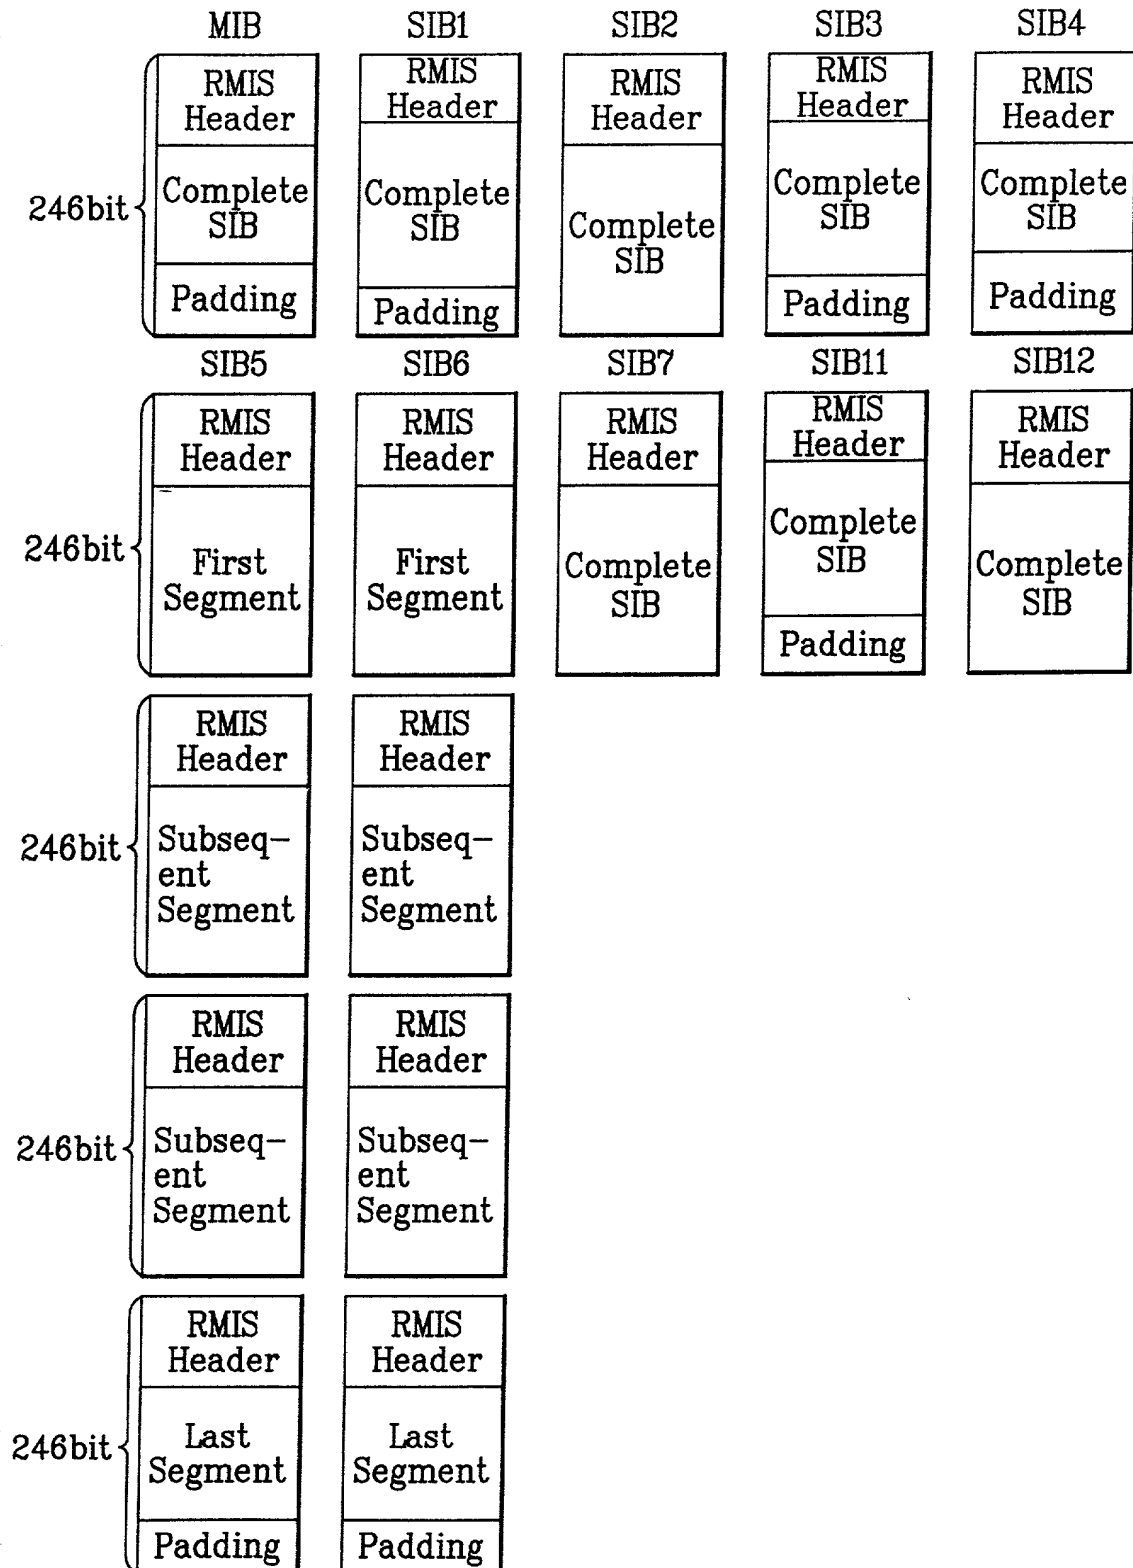 MIB SIB1 SIB2 SIB3 SIB4
RMIS
Header
Complete
SIB
Padding
RMIS
Header
Complete
SIB
Padding
RMIS
Header
Complete
SIB
RMIS
Header
Complete
SIB
Padding
RMIS
Header
Complete
SIB
Padding
246bit
SIB5 SIB6 SIB7 SIB11 SIB12
RMIS
Header
First
Segment
RMIS
Header
First
Segment
RMIS
Header
Complete
SIB
RMIS
Header
Complete
SIB
Padding
RMIS
Header
Complete
SIB
246bit
RMIS
Header
Subseq-
ent
Segment
RMIS
Header
Subseq-
ent
Segment
246bit
RMIS
Header
Subseq-
ent
Segment
RMIS
Header
Subseq-
ent
Segment
246bit
RMIS
Header
Last
Segment
Padding
RMIS
Header
Last
Segment
Padding
246bit